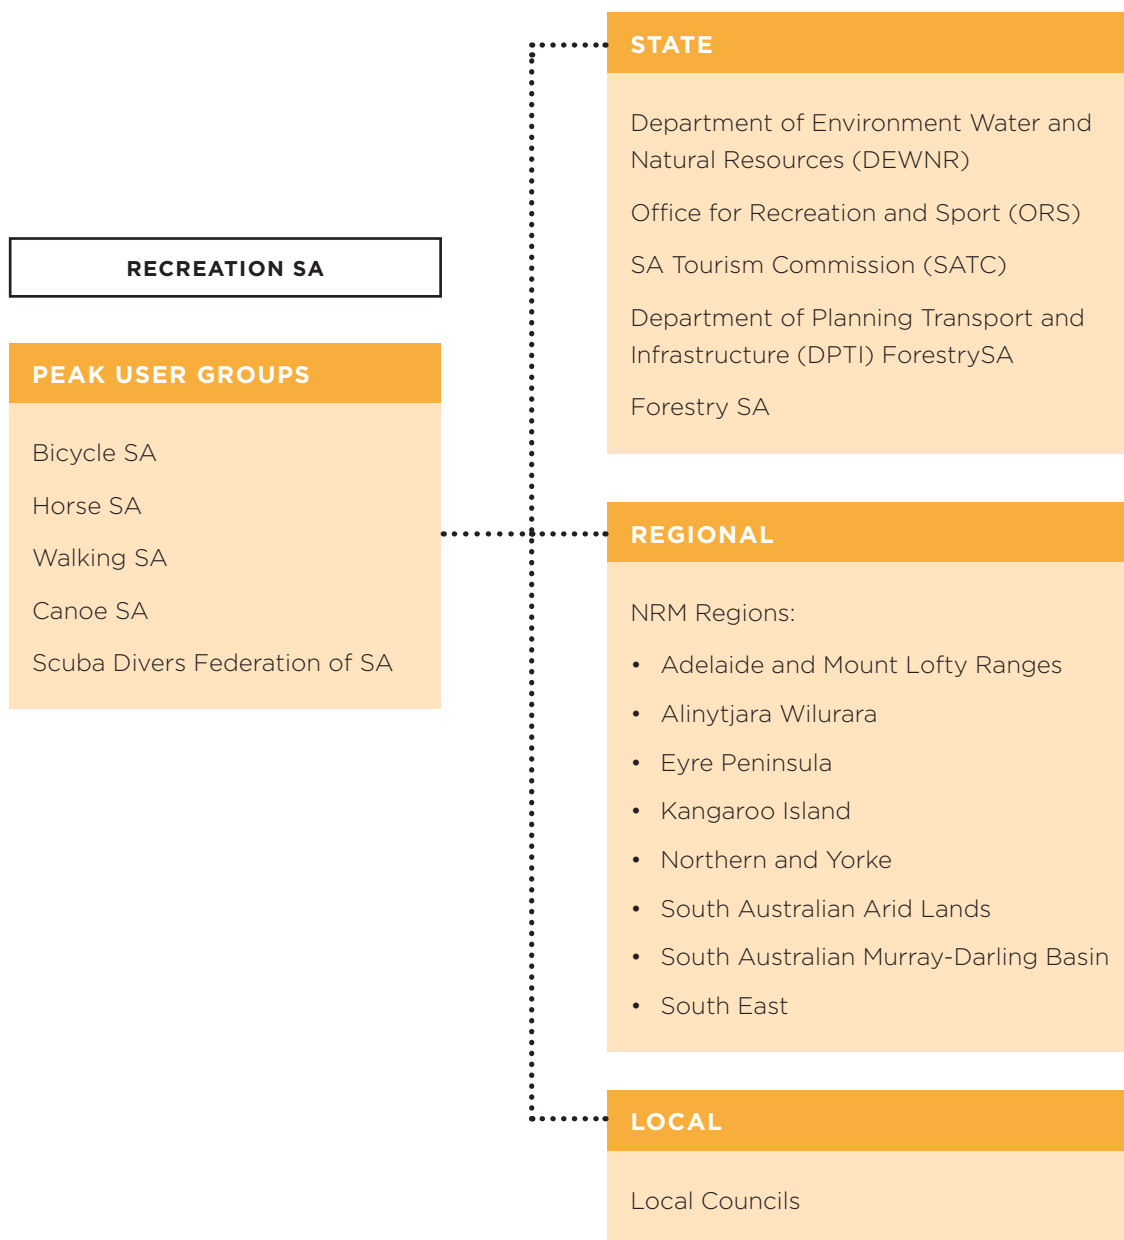 RECREATION SA
PEAK USER GROUPS
Bicycle SA
Horse SA
Walking SA
Canoe SA
Scuba Divers Federation of SA
STATE
Department of Environment Water and
Natural Resources (DEWNR)
Office for Recreation and Sport (ORS)
SA Tourism Commission (SATC)
Department of Planning Transport and
Infrastructure (DPTI) ForestrySA
Forestry SA
REGIONAL
NRM Regions:
• Adelaide and Mount Lofty Ranges
• Alinytjara Wilurara
• Eyre Peninsula
• Kangaroo Island
• Northern and Yorke
• South Australian Arid Lands
• South Australian Murray-Darling Basin
• South East
LOCAL
Local Councils